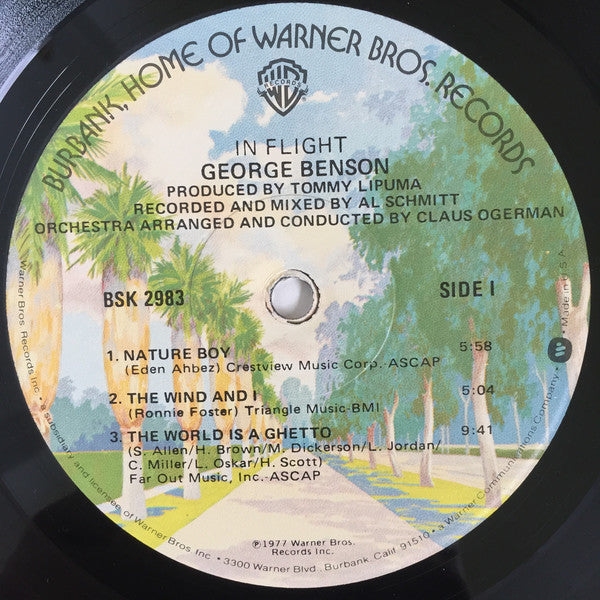 BURBANK, HOME OF WARNER BROS. RECORDS
W B
RECORDS
IN FLIGHT
GEORGE BENSON
PRODUCED BY TOMMY LIPUMA
RECORDED AND MIXED BY AL SCHMITT
ORCHESTRA ARRANGED AND CONDUCTED BY CLAUS OGERMAN
BSK 2983
SIDE I
1. NATURE BOY 5:58
(Eden Ahbez) Crestview Music Corp.-ASCAP
2. THE WIND AND I 5:04
(Ronnie Foster) Triangle Music-BMI
3. THE WORLD IS A GHETTO 9:41
(S. Allen/H. Brown/M. Dickerson/L. Jordan/
C. Miller/L. Oskar/H. Scott)
Far Out Music, Inc.-ASCAP
℗1977 Warner Bros.
Records Inc.
Warner Bros. Records Inc. • a subsidiary and licensee of Warner Bros. Inc. • 3300 Warner Blvd., Burbank, Calif. 91510 • a Warner Communications Company • Made in U.S.A.